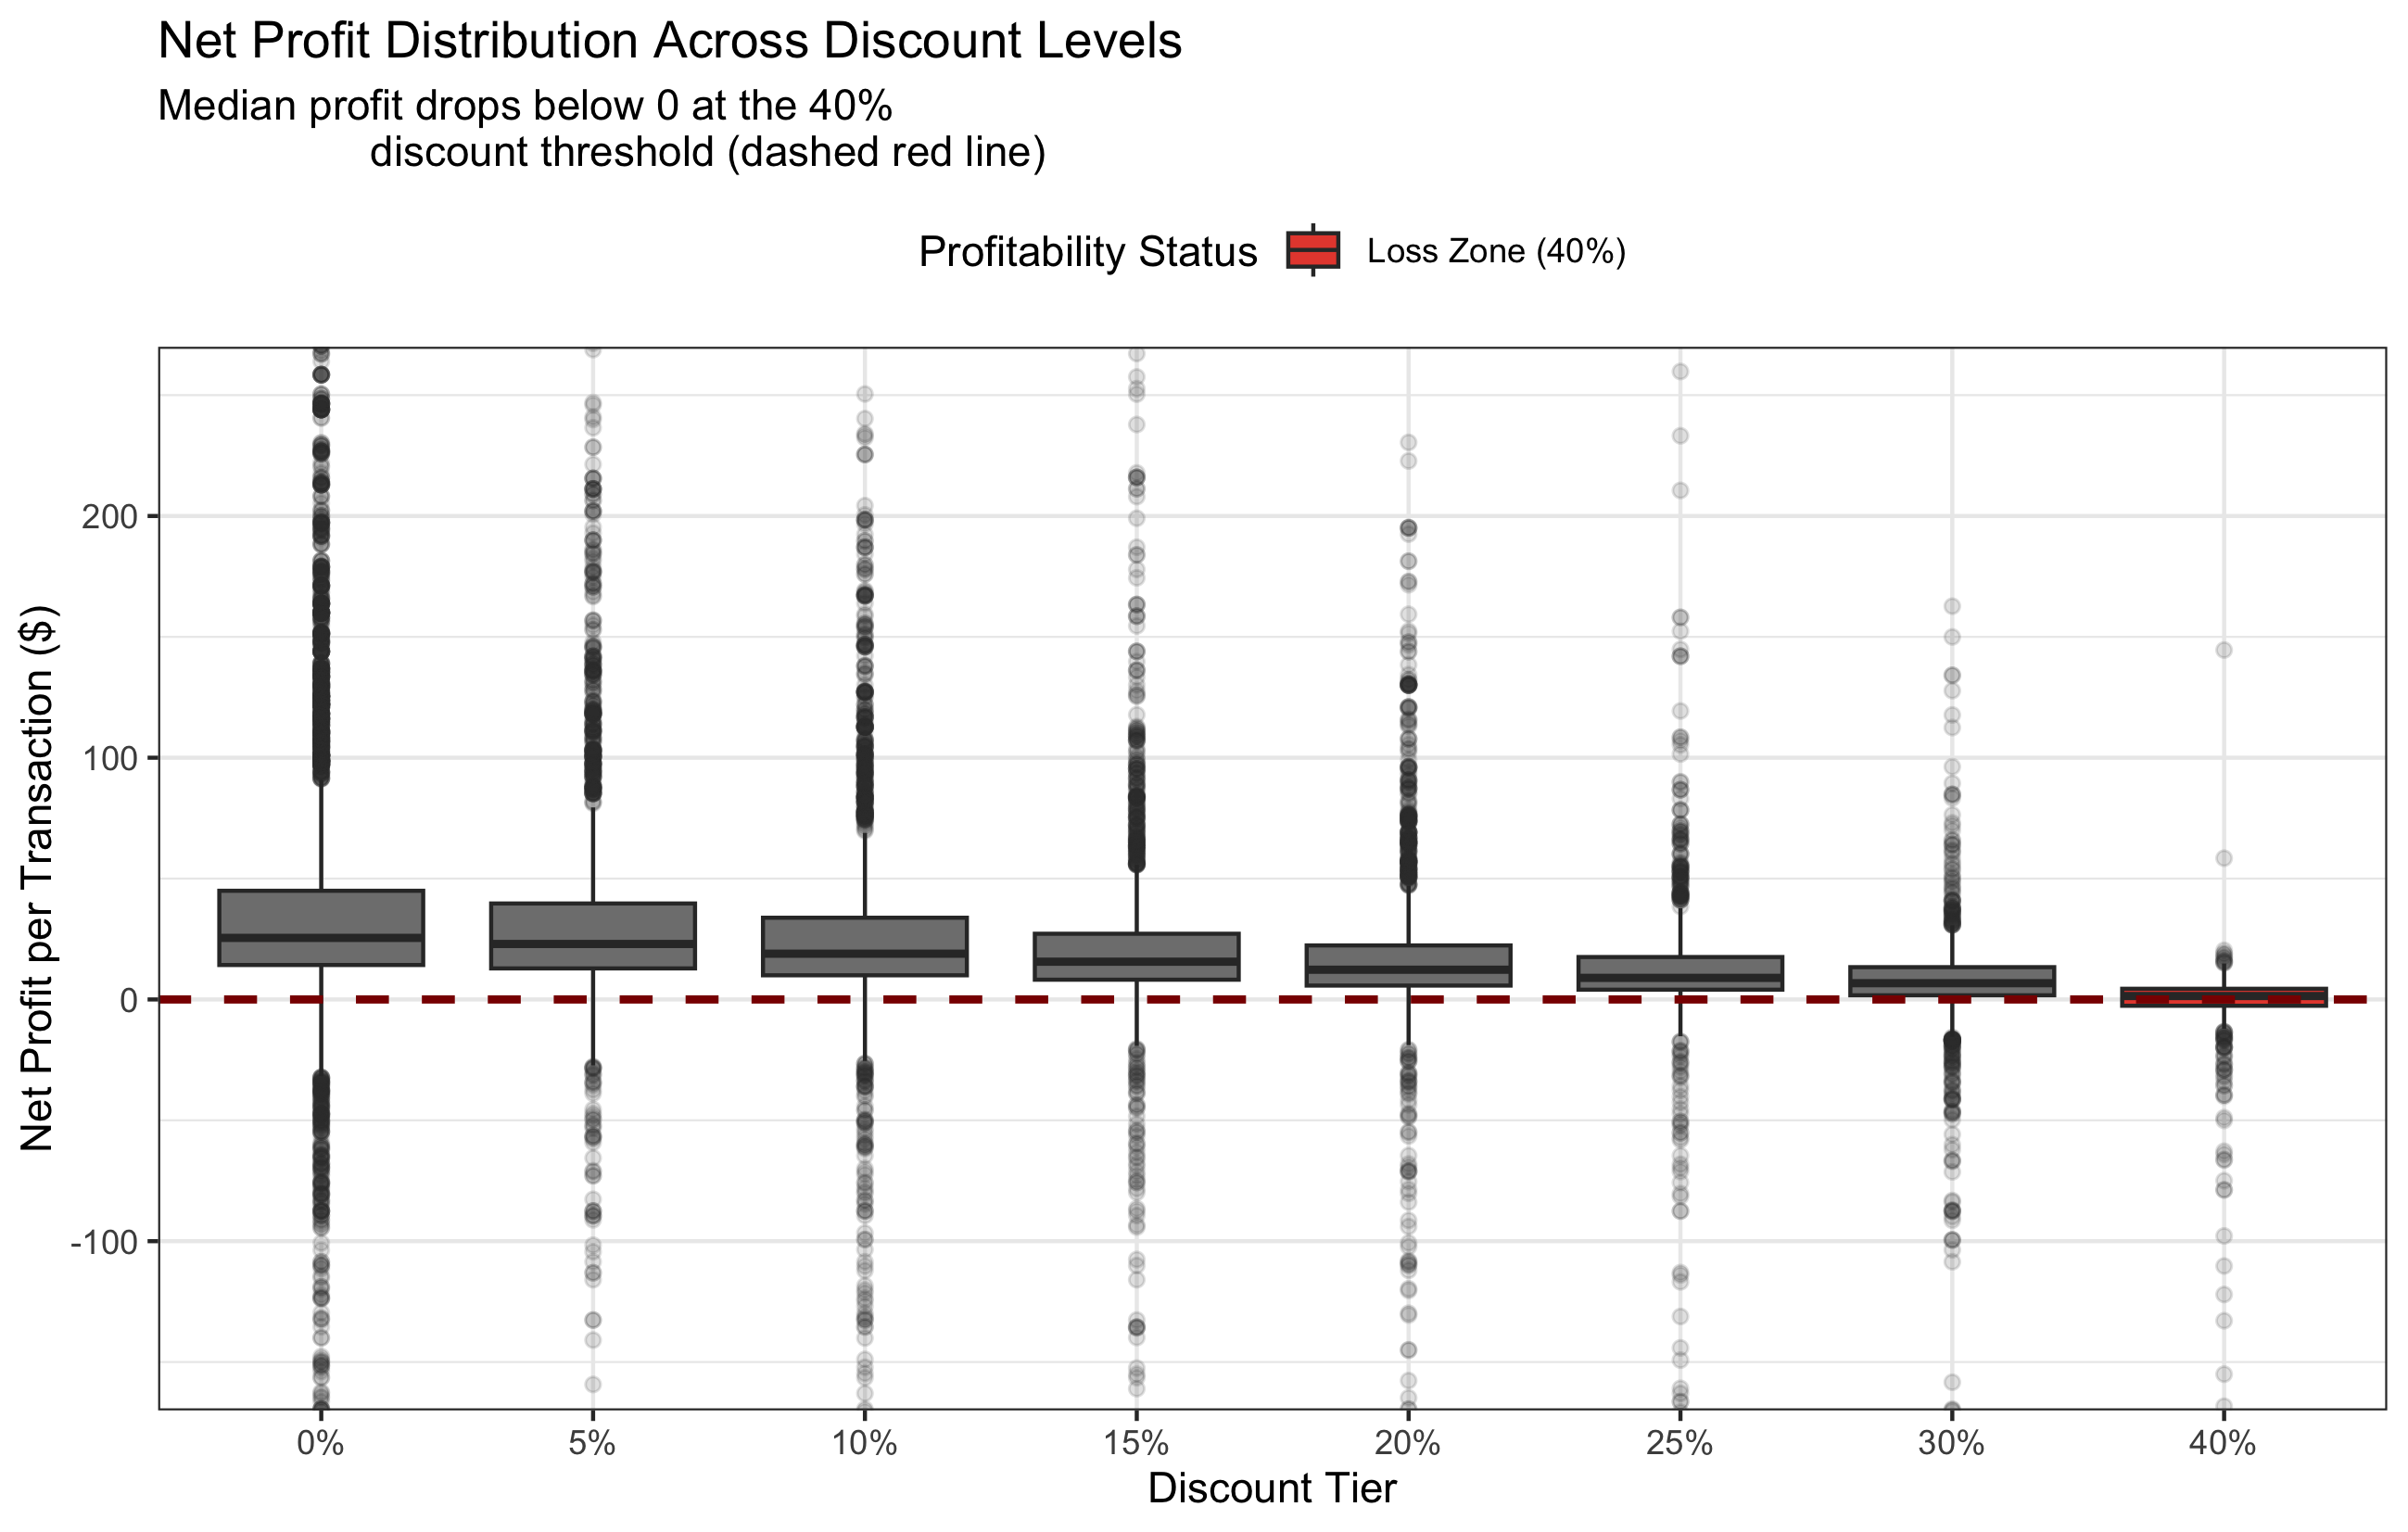 Net Profit Distribution Across Discount Levels
Median profit drops below 0 at the 40%
discount threshold (dashed red line)
Profitability Status
Loss Zone (40%)
Net Profit per Transaction ($)
200
100
0
-100
0%
5%
10%
15%
20%
25%
30%
40%
Discount Tier